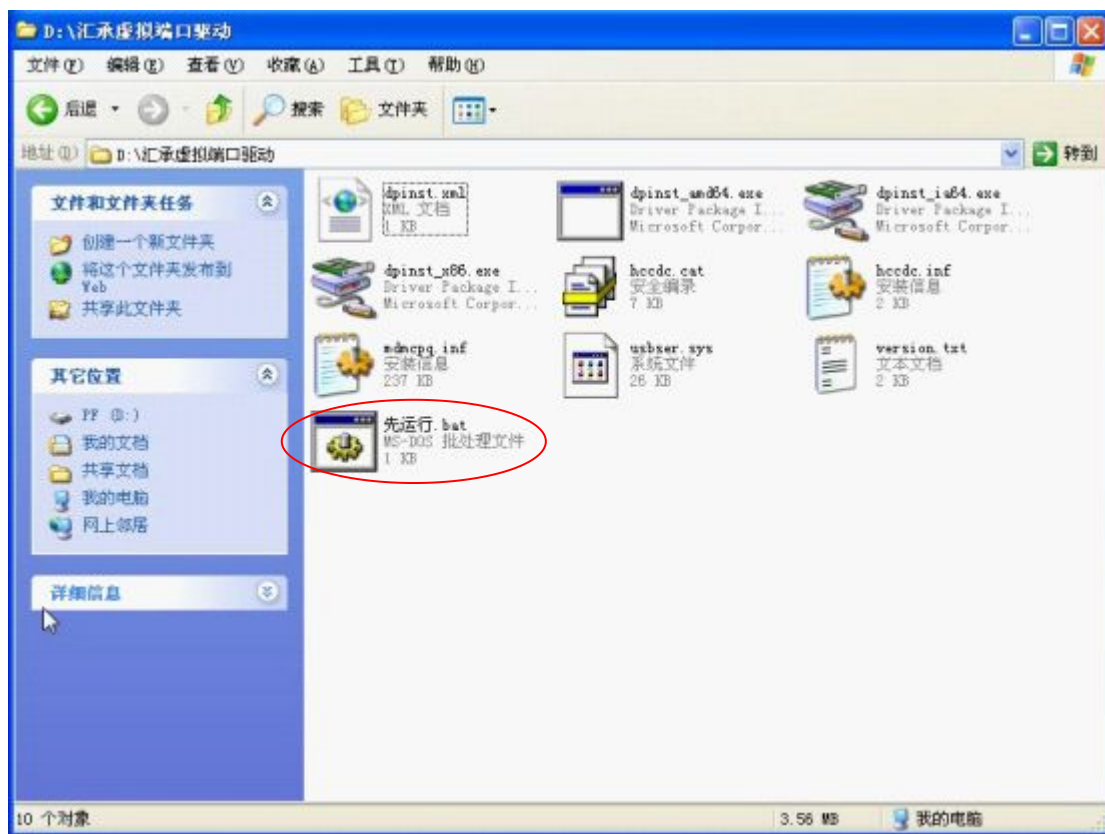 D:\汇承虚拟端口驱动
文件(F) 编辑(E) 查看(V) 收藏(A) 工具(T) 帮助(H)
后退 搜索 文件夹
地址(D) D:\汇承虚拟端口驱动 转到
文件和文件夹任务
创建一个新文件夹
将这个文件夹发布到
Web
共享此文件夹
其它位置
PF (D:)
我的文档
共享文档
我的电脑
网上邻居
详细信息
dpinst.xml
XML 文档
1 KB
dpinst_amd64.exe
Driver Package I...
Microsoft Corpor...
dpinst_ia64.exe
Driver Package I...
Microsoft Corpor...
dpinst_x86.exe
Driver Package I...
Microsoft Corpor...
hccdc.cat
安全编录
7 KB
hccdc.inf
安装信息
2 KB
mdmcpq.inf
安装信息
237 KB
usbser.sys
系统文件
26 KB
version.txt
文本文档
2 KB
先运行.bat
MS-DOS 批处理文件
1 KB
10 个对象 3.56 MB 我的电脑